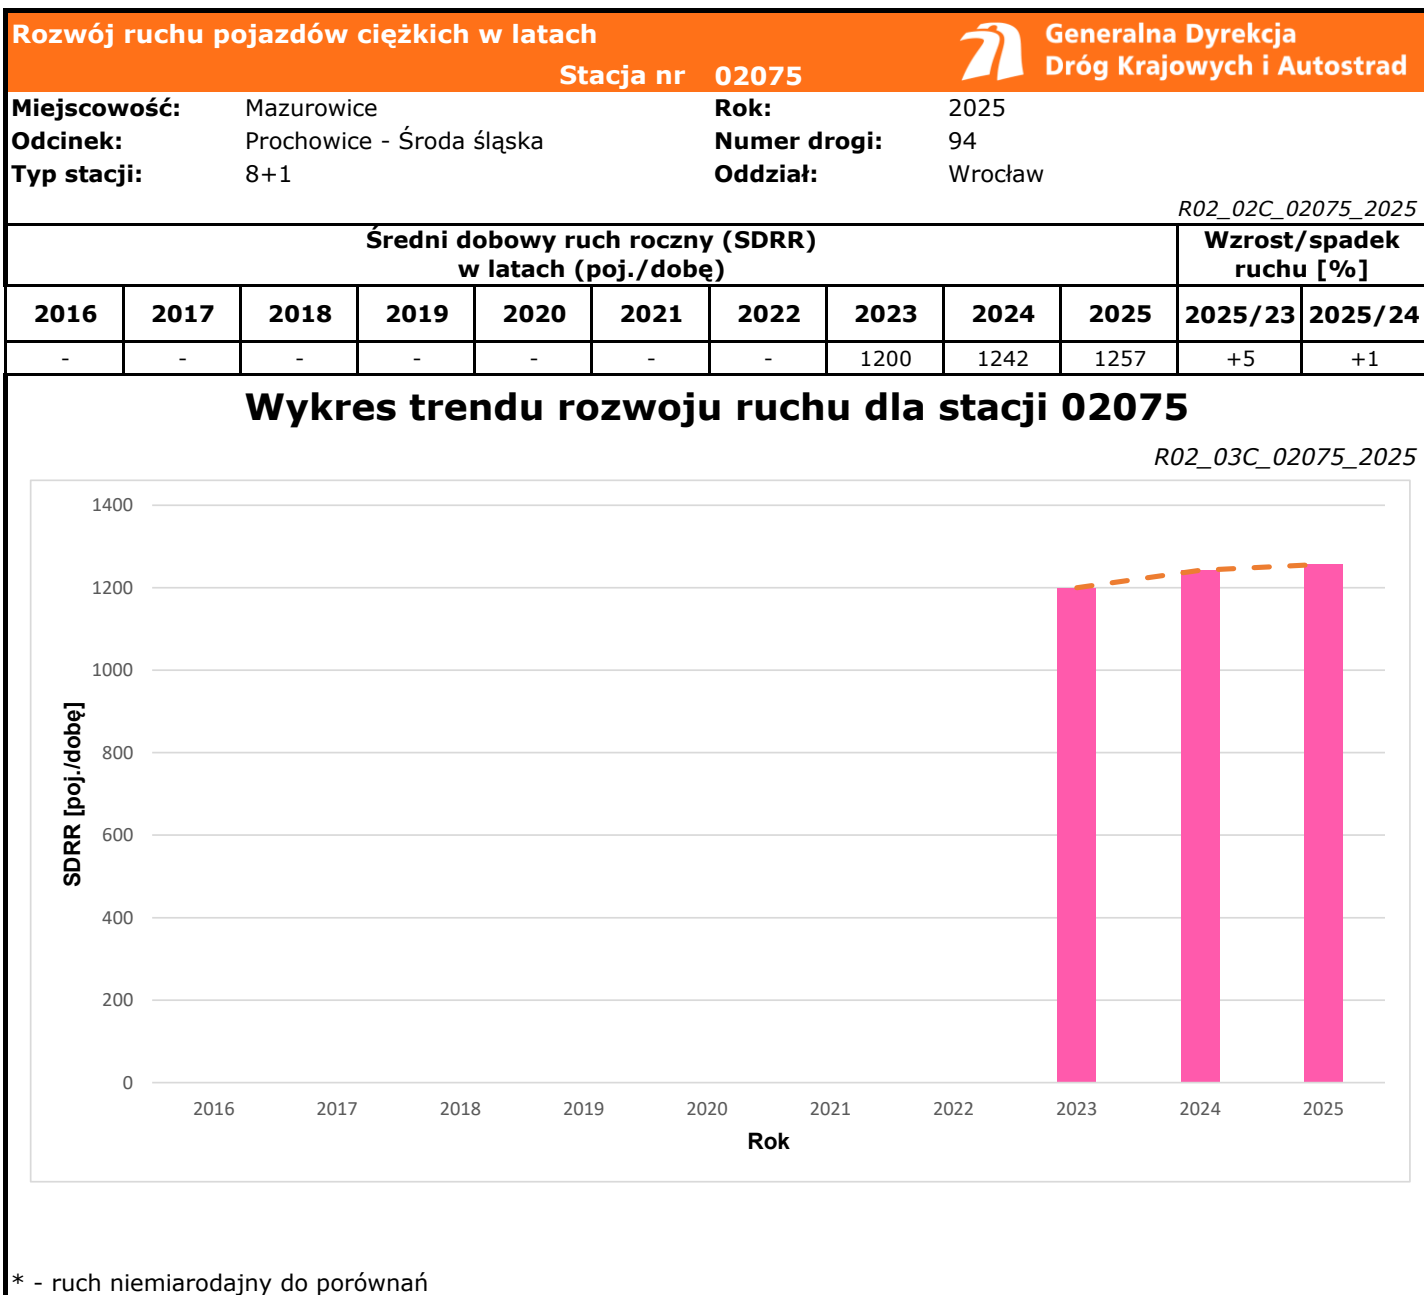 Rozwój ruchu pojazdów ciężkich w latach
Stacja nr 02075
Generalna Dyrekcja
Dróg Krajowych i Autostrad
Miejscowość: Mazurowice Rok: 2025
Odcinek: Prochowice - Środa śląska Numer drogi: 94
Typ stacji: 8+1 Oddział: Wrocław
R02_02C_02075_2025
Średni dobowy ruch roczny (SDRR)
w latach (poj./dobę)
Wzrost/spadek
ruchu [%]
2016 2017 2018 2019 2020 2021 2022 2023 2024 2025 2025/23 2025/24
- - - - - - - 1200 1242 1257 +5 +1
Wykres trendu rozwoju ruchu dla stacji 02075
R02_03C_02075_2025
1400
1200
1000
800
600
400
200
0
SDRR [poj./dobę]
2016 2017 2018 2019 2020 2021 2022 2023 2024 2025
Rok
* - ruch niemiarodajny do porównań